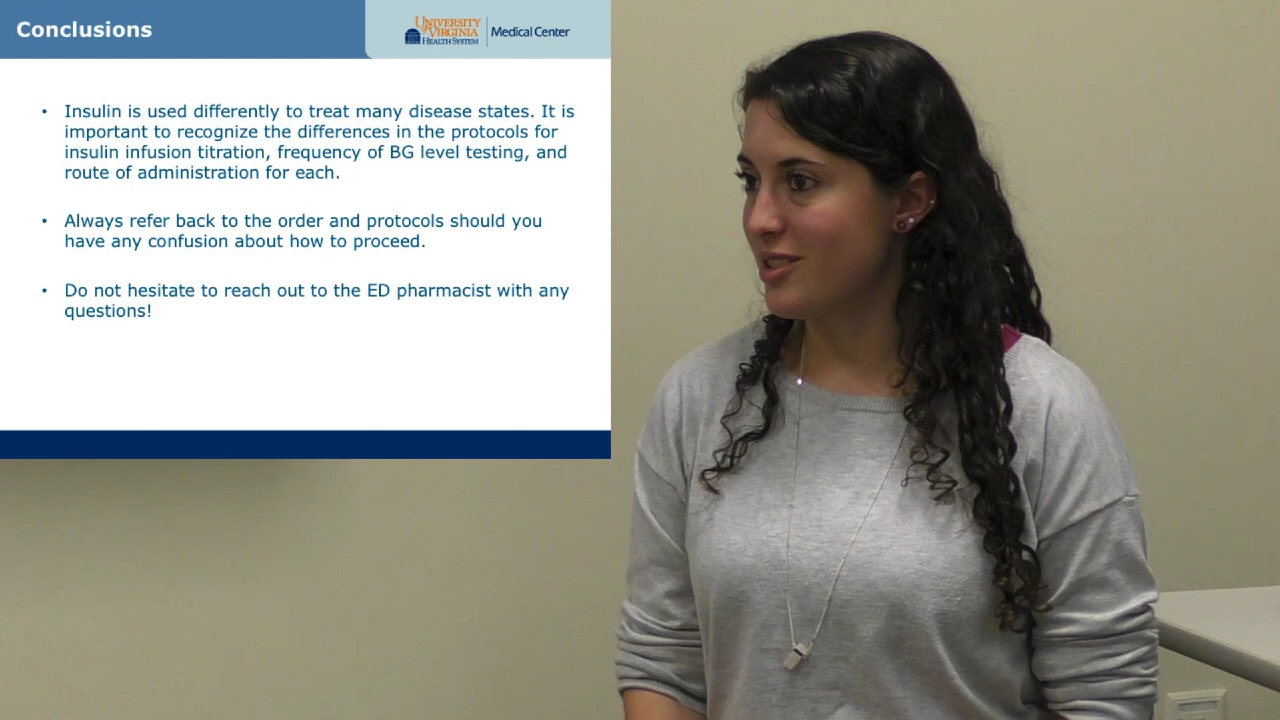 Conclusions
UNIVERSITY
of VIRGINIA
HEALTH SYSTEM
Medical Center
• Insulin is used differently to treat many disease states. It is
important to recognize the differences in the protocols for
insulin infusion titration, frequency of BG level testing, and
route of administration for each.
• Always refer back to the order and protocols should you
have any confusion about how to proceed.
• Do not hesitate to reach out to the ED pharmacist with any
questions!